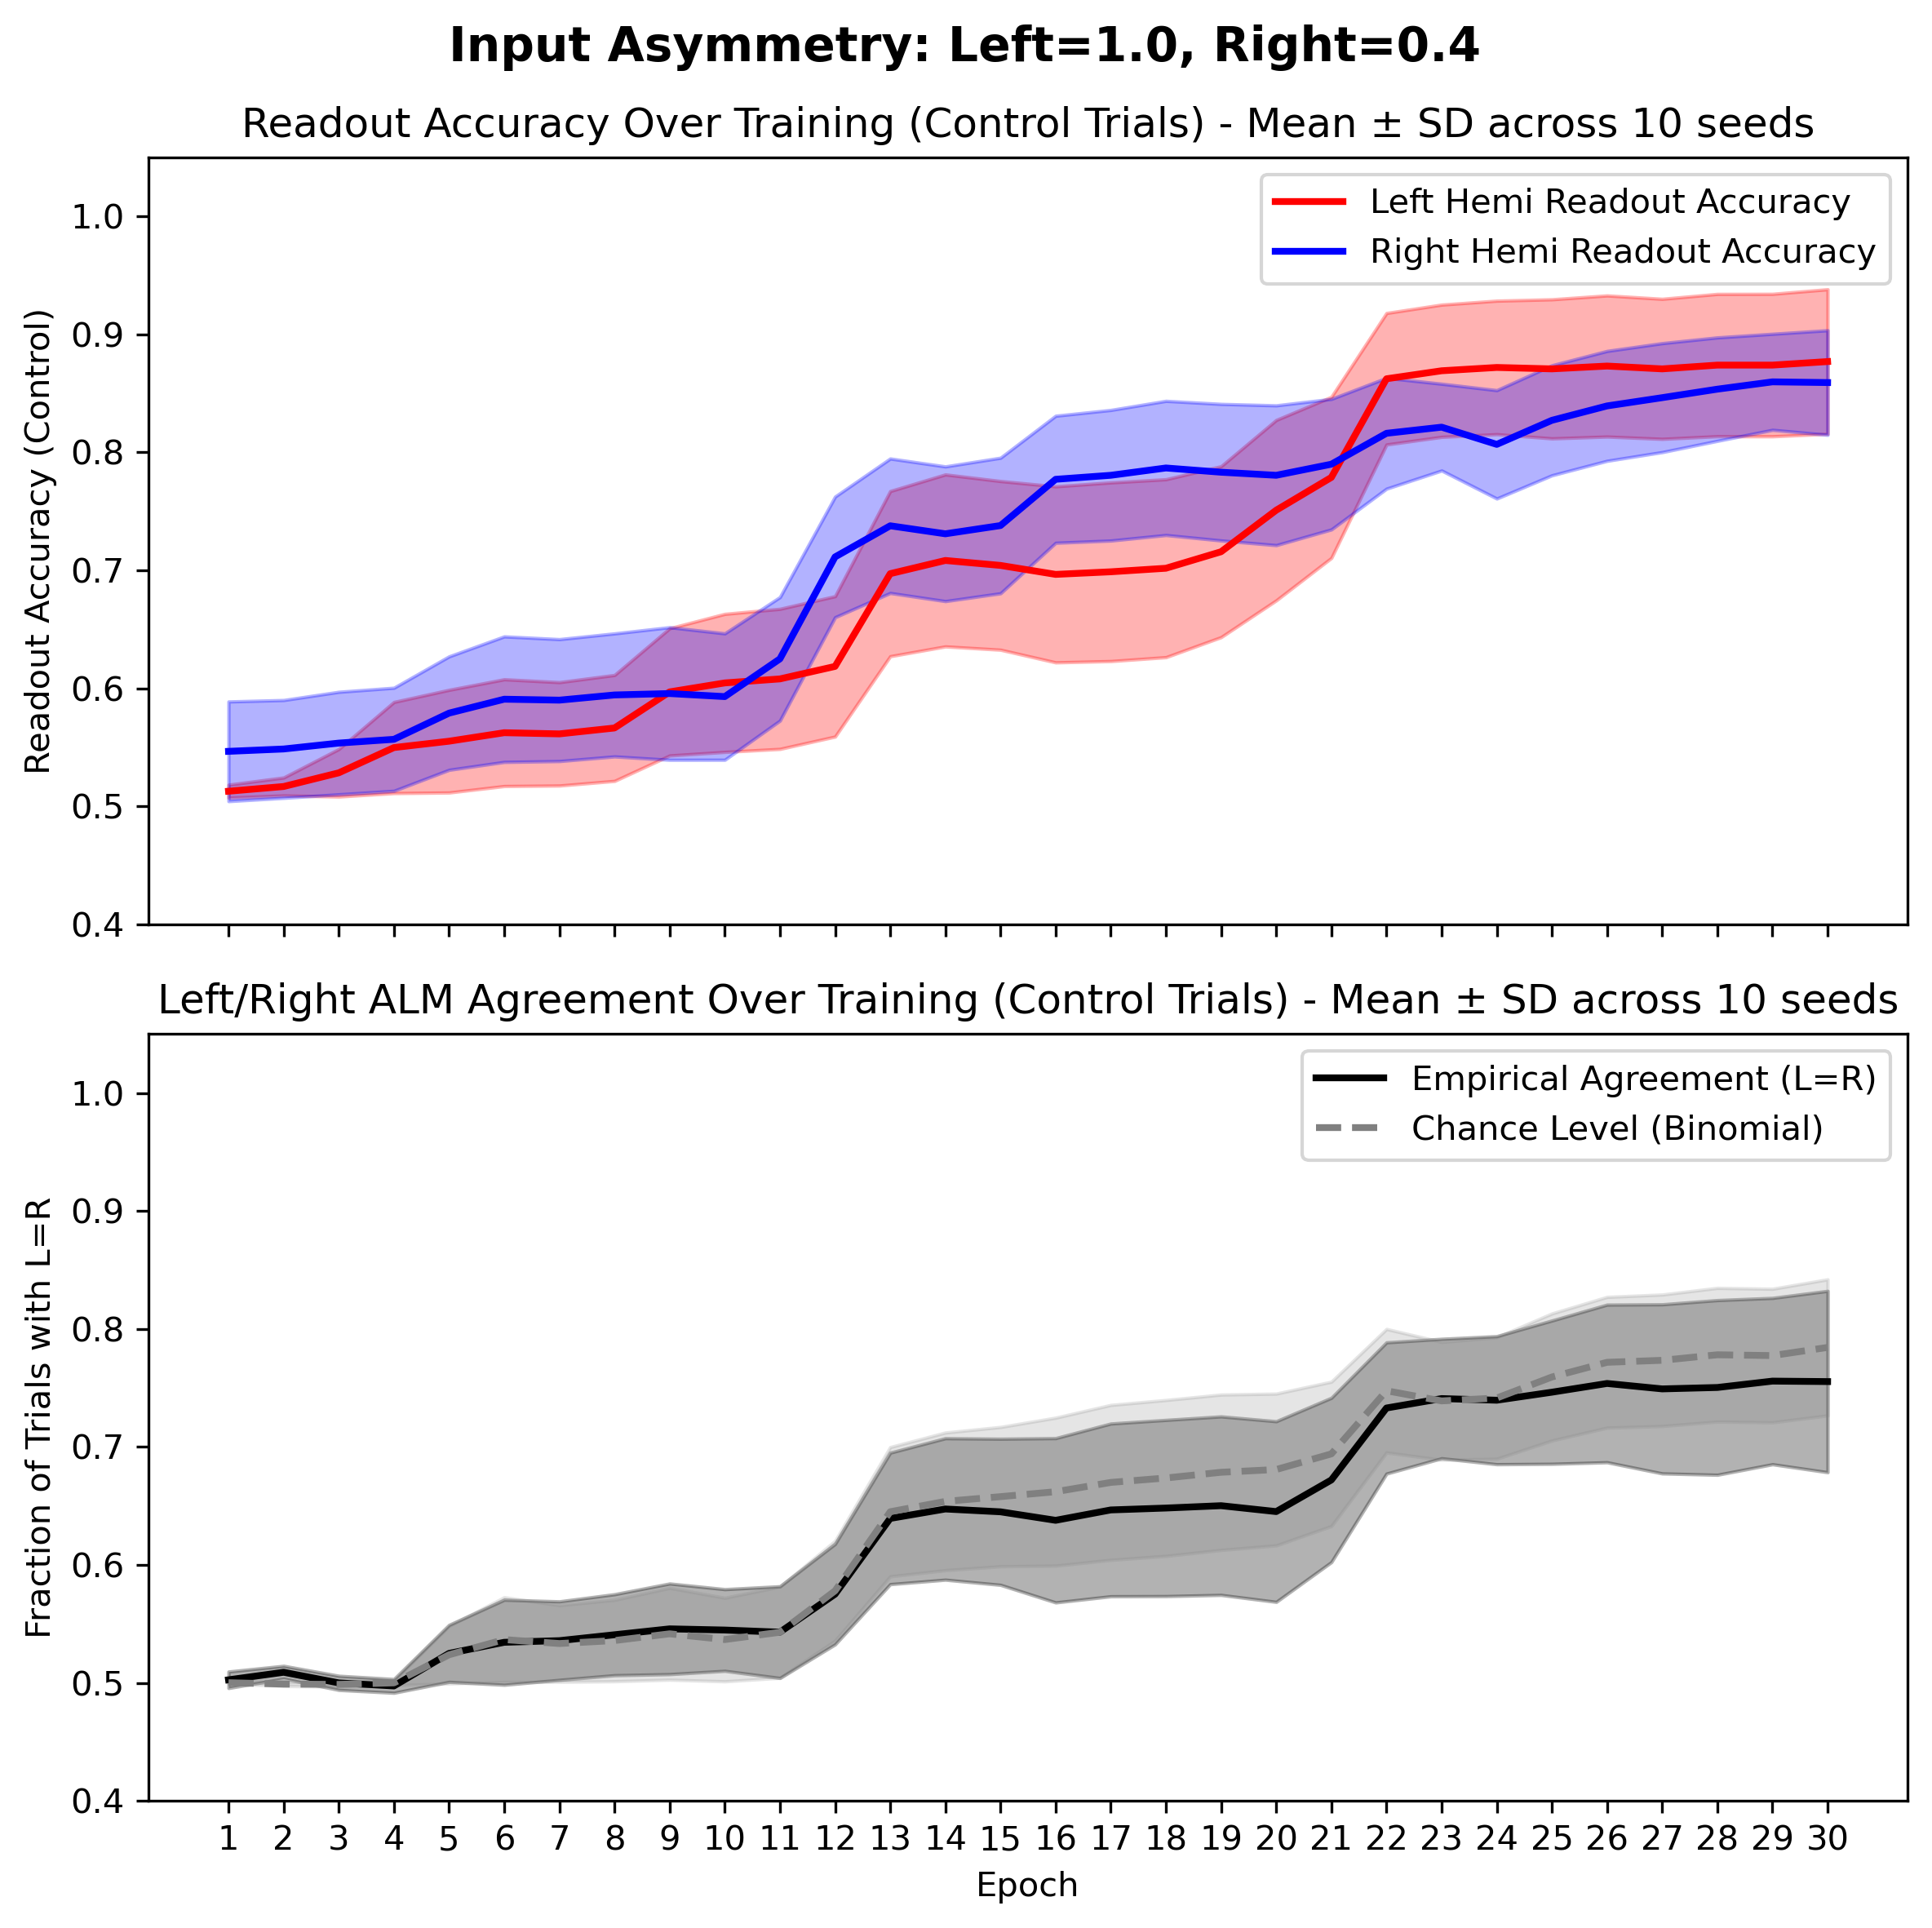 Input Asymmetry: Left=1.0, Right=0.4
Readout Accuracy Over Training (Control Trials) - Mean ± SD across 10 seeds
Left Hemi Readout Accuracy
Right Hemi Readout Accuracy
Readout Accuracy (Control)
1.0
0.9
0.8
0.7
0.6
0.5
0.4
Left/Right ALM Agreement Over Training (Control Trials) - Mean ± SD across 10 seeds
Empirical Agreement (L=R)
Chance Level (Binomial)
Fraction of Trials with L=R
1.0
0.9
0.8
0.7
0.6
0.5
0.4
1 2 3 4 5 6 7 8 9 10 11 12 13 14 15 16 17 18 19 20 21 22 23 24 25 26 27 28 29 30
Epoch